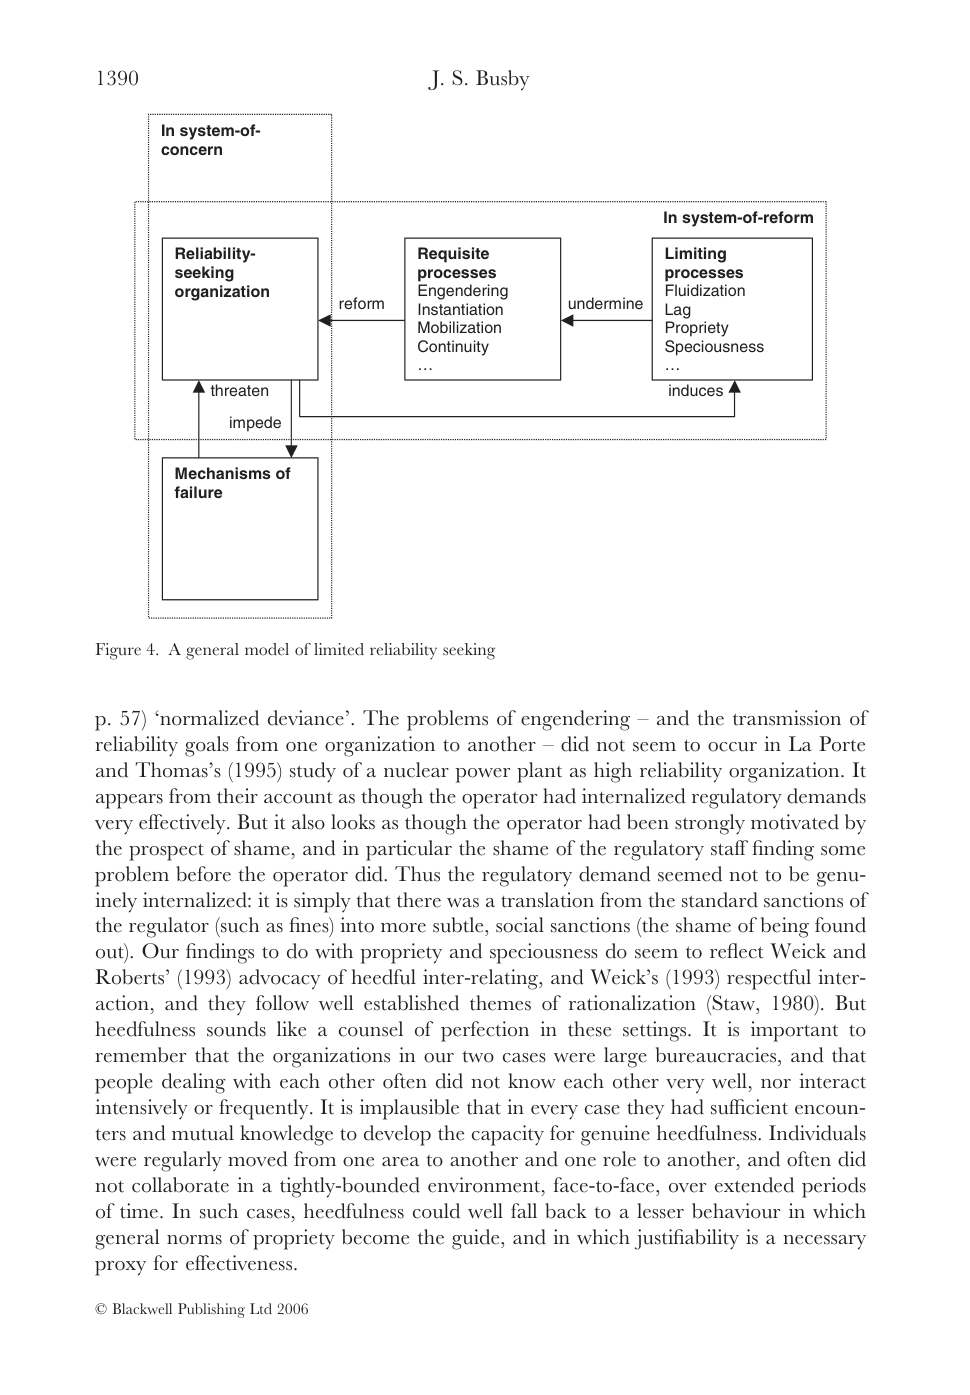 1390
J. S. Busby
In system-of-
concern
In system-of-reform
Reliability-
seeking
organization
reform
Requisite
processes
Engendering
Instantiation
Mobilization
Continuity
…
undermine
Limiting
processes
Fluidization
Lag
Propriety
Speciousness
…
threaten
impede
induces
Mechanisms of
failure
Figure 4. A general model of limited reliability seeking
p. 57) ‘normalized deviance’. The problems of engendering – and the transmission of
reliability goals from one organization to another – did not seem to occur in La Porte
and Thomas’s (1995) study of a nuclear power plant as high reliability organization. It
appears from their account as though the operator had internalized regulatory demands
very effectively. But it also looks as though the operator had been strongly motivated by
the prospect of shame, and in particular the shame of the regulatory staff finding some
problem before the operator did. Thus the regulatory demand seemed not to be genu-
inely internalized: it is simply that there was a translation from the standard sanctions of
the regulator (such as fines) into more subtle, social sanctions (the shame of being found
out). Our findings to do with propriety and speciousness do seem to reflect Weick and
Roberts’ (1993) advocacy of heedful inter-relating, and Weick’s (1993) respectful inter-
action, and they follow well established themes of rationalization (Staw, 1980). But
heedfulness sounds like a counsel of perfection in these settings. It is important to
remember that the organizations in our two cases were large bureaucracies, and that
people dealing with each other often did not know each other very well, nor interact
intensively or frequently. It is implausible that in every case they had sufficient encoun-
ters and mutual knowledge to develop the capacity for genuine heedfulness. Individuals
were regularly moved from one area to another and one role to another, and often did
not collaborate in a tightly-bounded environment, face-to-face, over extended periods
of time. In such cases, heedfulness could well fall back to a lesser behaviour in which
general norms of propriety become the guide, and in which justifiability is a necessary
proxy for effectiveness.
© Blackwell Publishing Ltd 2006